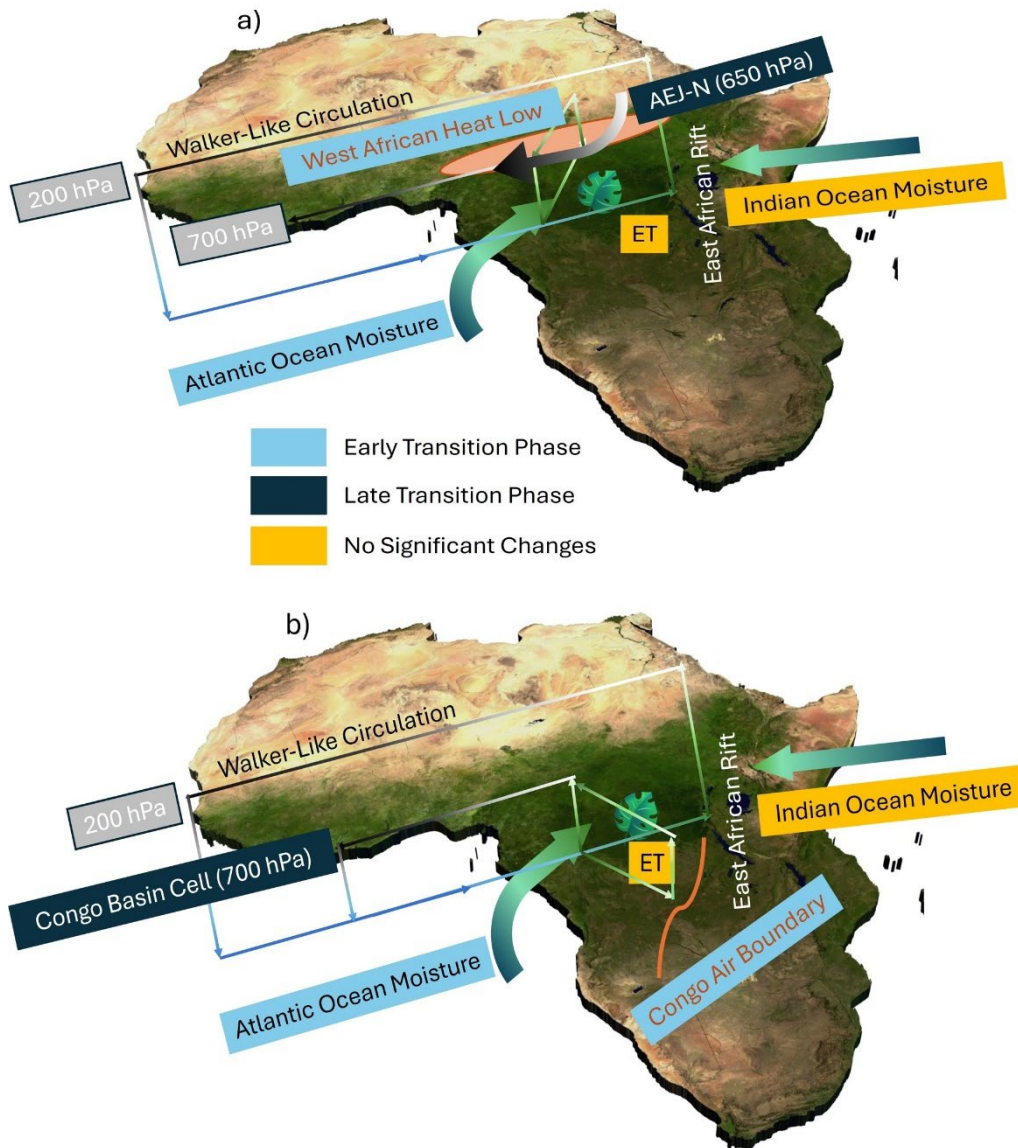 a)
AEJ-N (650 hPa)
Walker-Like Circulation
West African Heat Low
200 hPa
700 hPa
East African Rift
Indian Ocean Moisture
ET
Atlantic Ocean Moisture
Early Transition Phase
Late Transition Phase
No Significant Changes
b)
Walker-Like Circulation
200 hPa
East African Rift
Indian Ocean Moisture
Congo Basin Cell (700 hPa)
ET
Atlantic Ocean Moisture
Congo Air Boundary